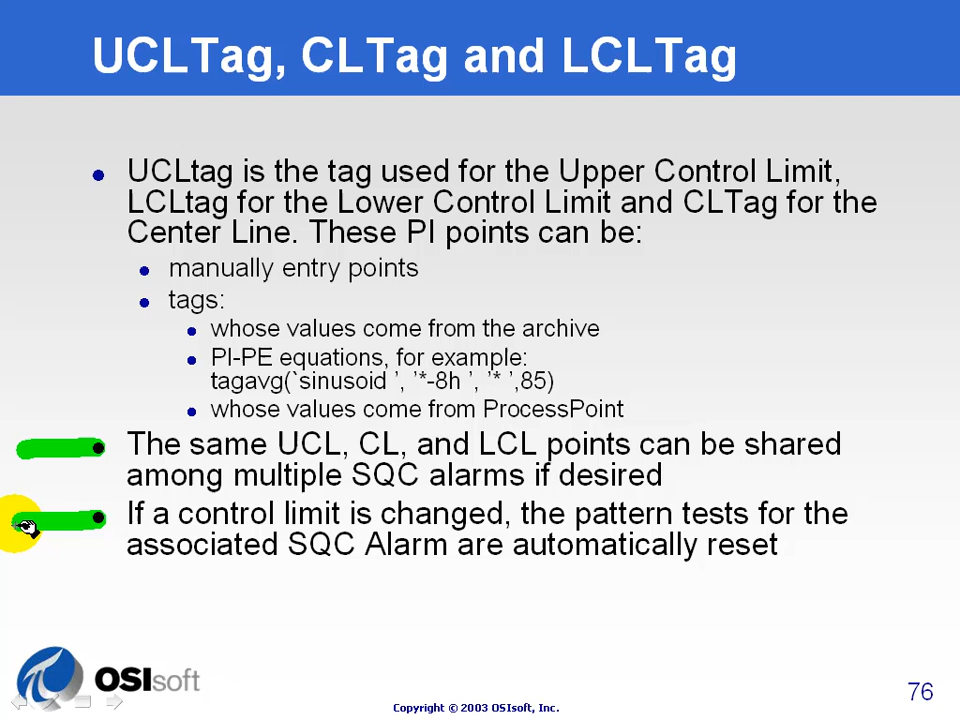 UCLTag, CLTag and LCLTag
UCLtag is the tag used for the Upper Control Limit,
LCLtag for the Lower Control Limit and CLTag for the
Center Line. These PI points can be:
manually entry points
tags:
whose values come from the archive
PI-PE equations, for example:
tagavg(`sinusoid ’, ’*-8h ’, ’* ’,85)
whose values come from ProcessPoint
The same UCL, CL, and LCL points can be shared
among multiple SQC alarms if desired
If a control limit is changed, the pattern tests for the
associated SQC Alarm are automatically reset
OSIsoft
Copyright © 2003 OSIsoft, Inc.
76